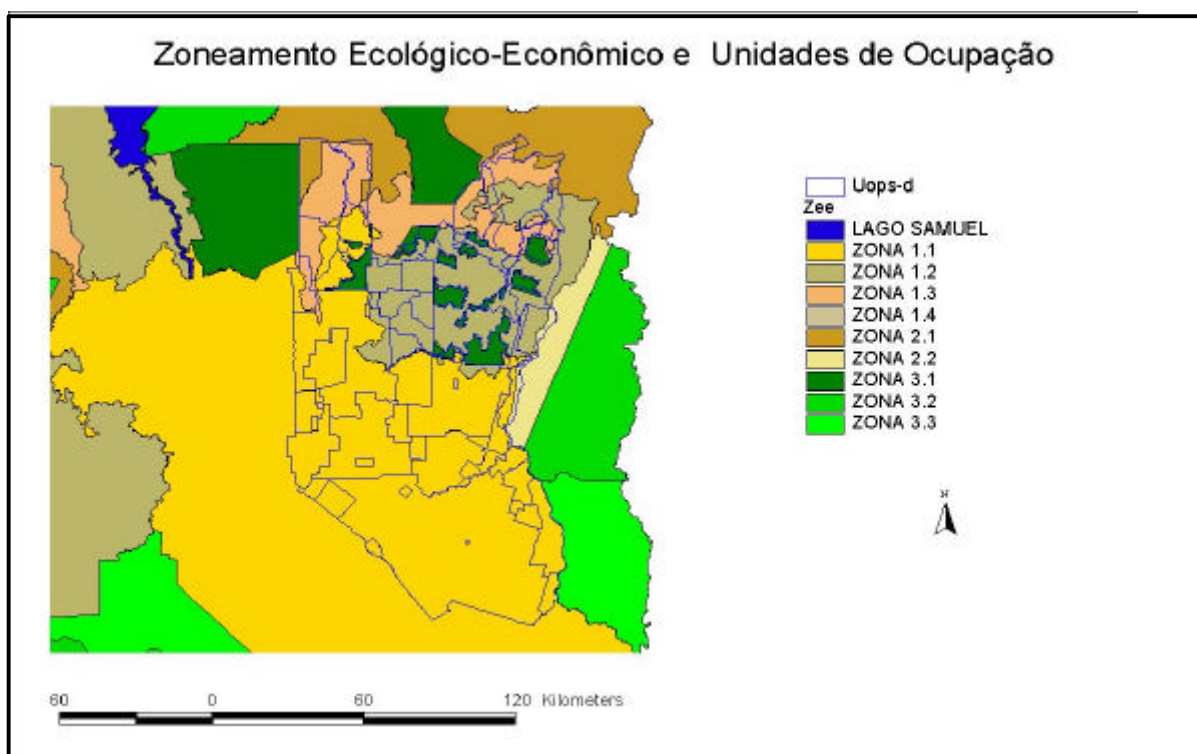 Zoneamento Ecológico-Econômico e Unidades de Ocupação
Uops-d
Zee
LAGO SAMUEL
ZONA 1.1
ZONA 1.2
ZONA 1.3
ZONA 1.4
ZONA 2.1
ZONA 2.2
ZONA 3.1
ZONA 3.2
ZONA 3.3
N
60 0 60 120 Kilometers